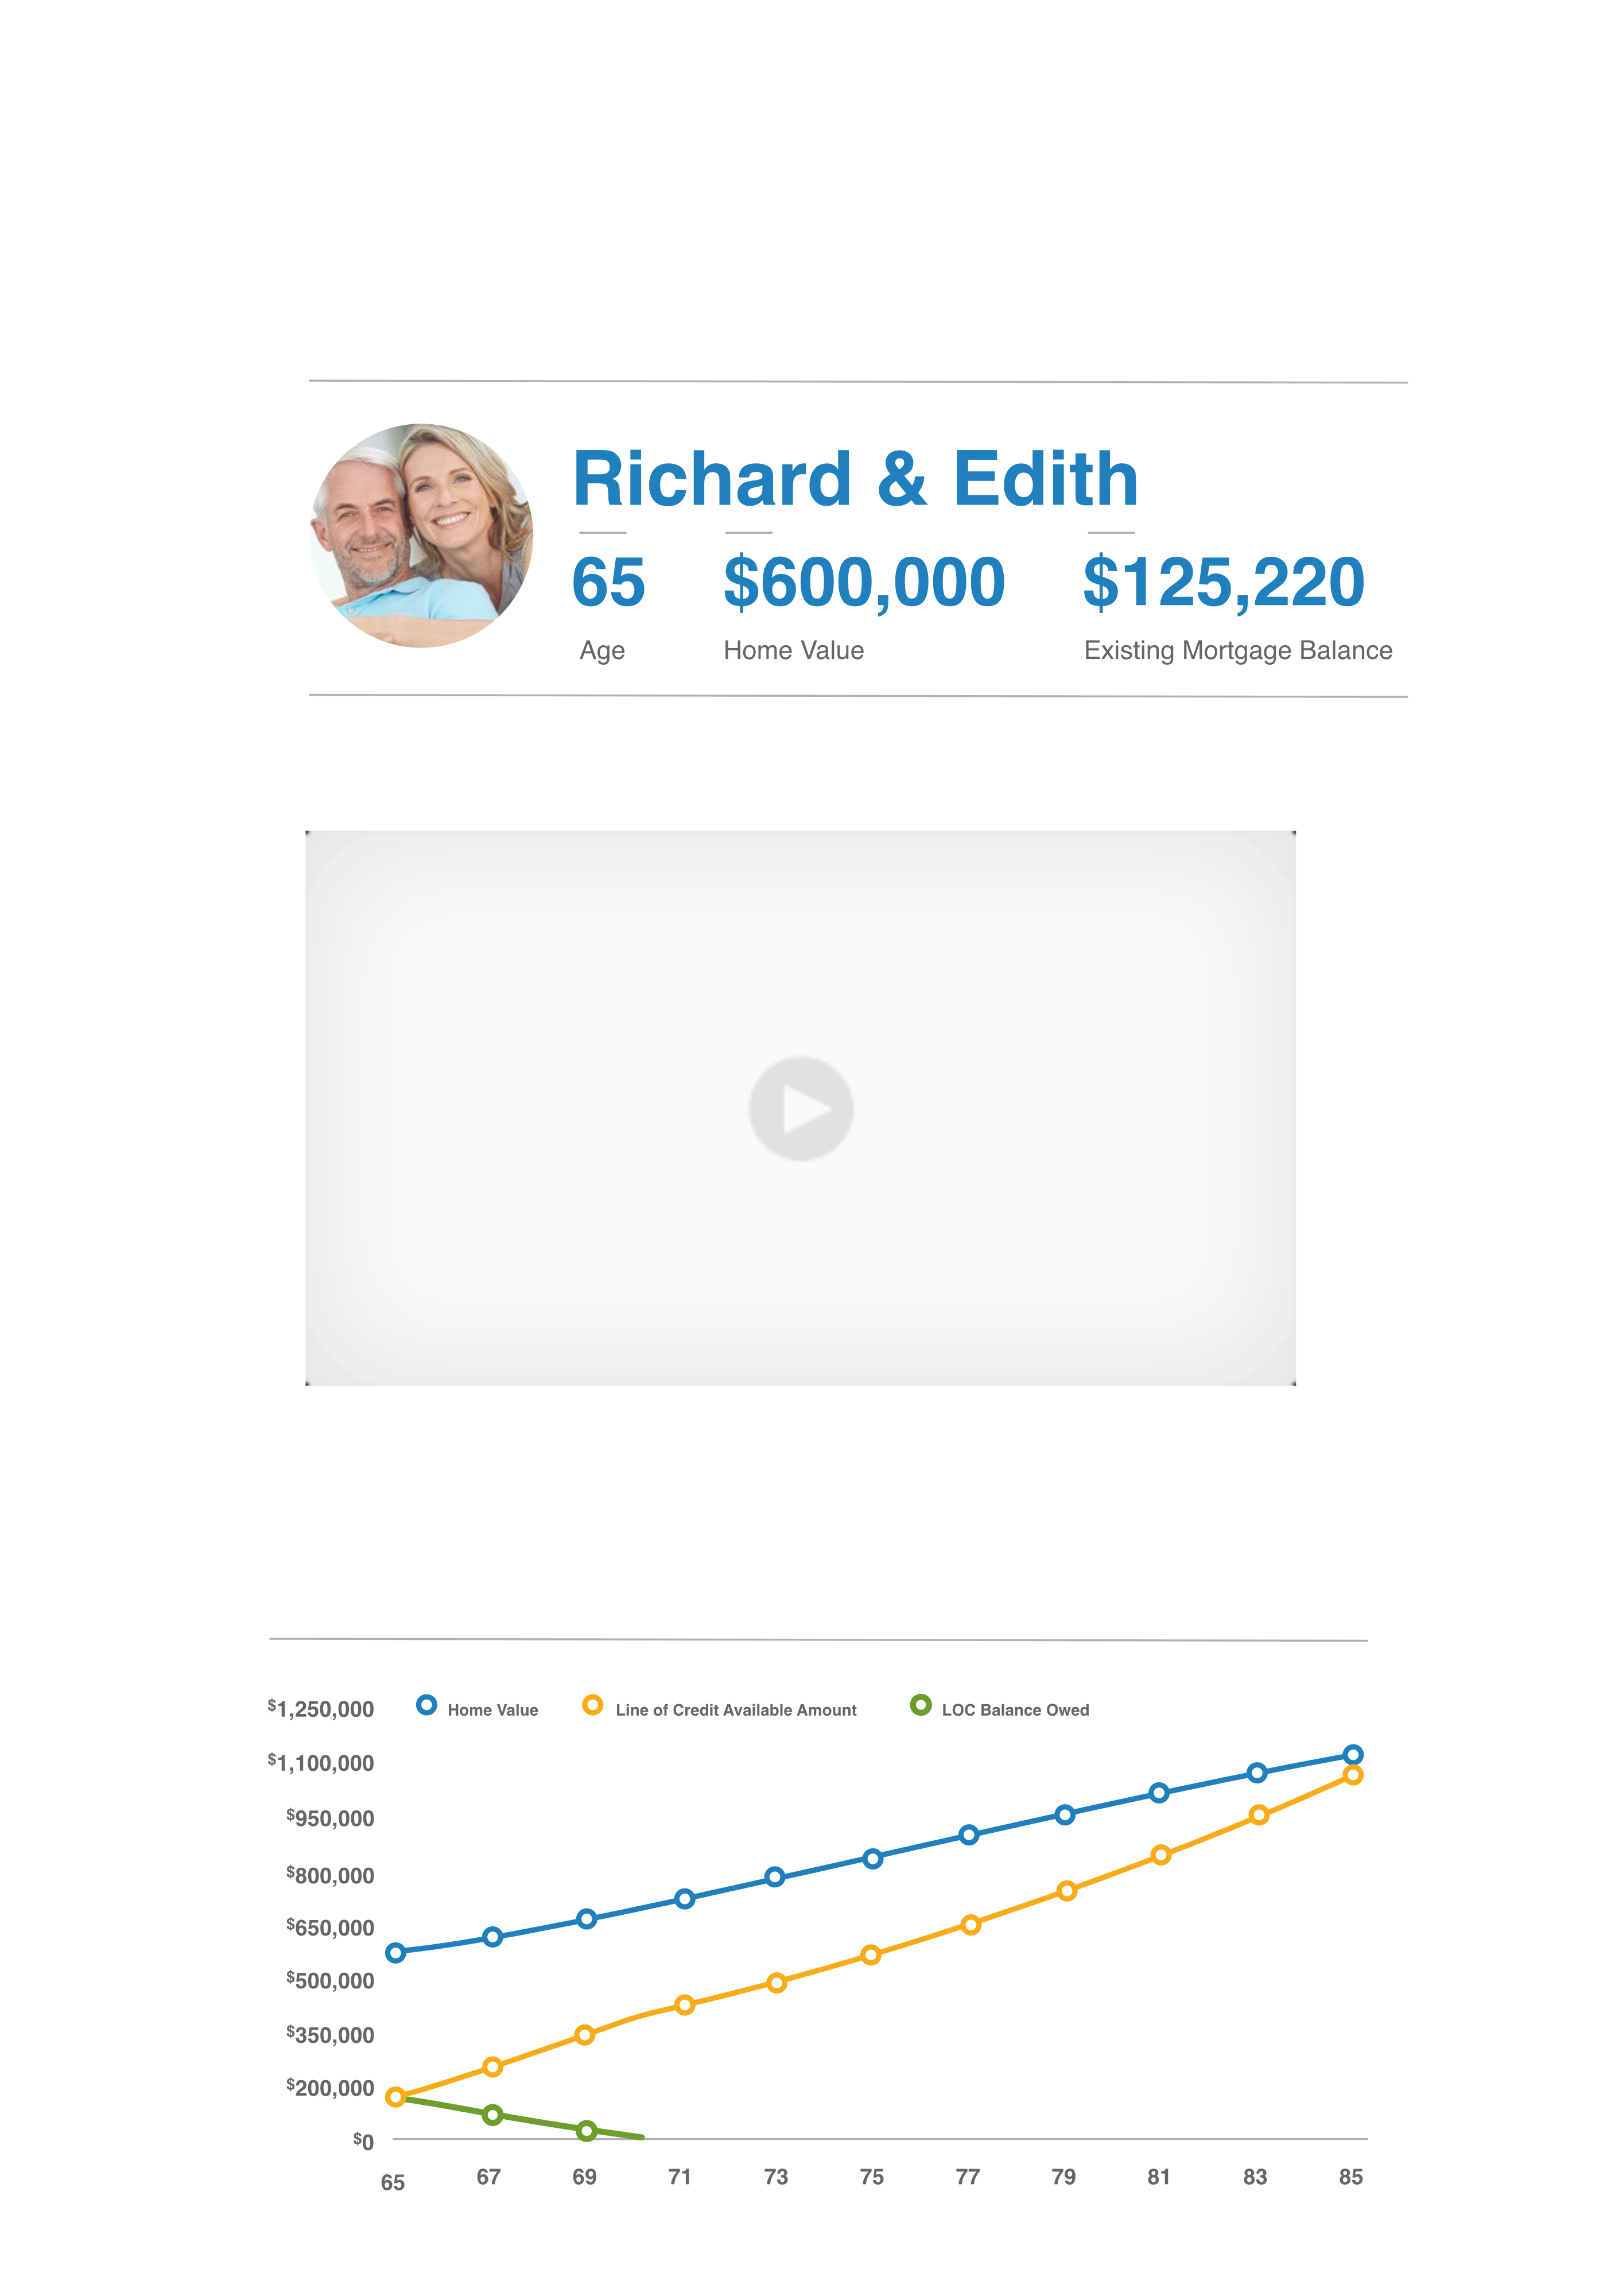 Richard & Edith
65 $600,000 $125,220
Age Home Value Existing Mortgage Balance
$1,250,000 Home Value Line of Credit Available Amount LOC Balance Owed
$1,100,000
$950,000
$800,000
$650,000
$500,000
$350,000
$200,000
$0
65 67 69 71 73 75 77 79 81 83 85